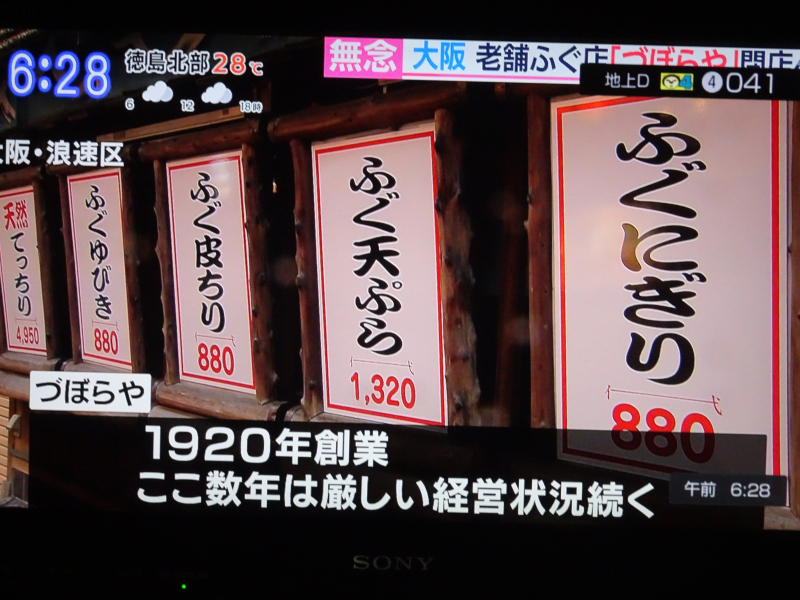 6:28
徳島北部28℃
6 12 18時
無念 大阪 老舗ふぐ店「づぼらや」閉店
地上D 4 041
大阪・浪速区
天然てっちり
4,950
ふぐゆびき
880
ふぐ皮ちり
880
ふぐ天ぷら
1,320
ふぐにぎり
880
づぼらや
1920年創業
ここ数年は厳しい経営状況続く
午前 6:28
SONY